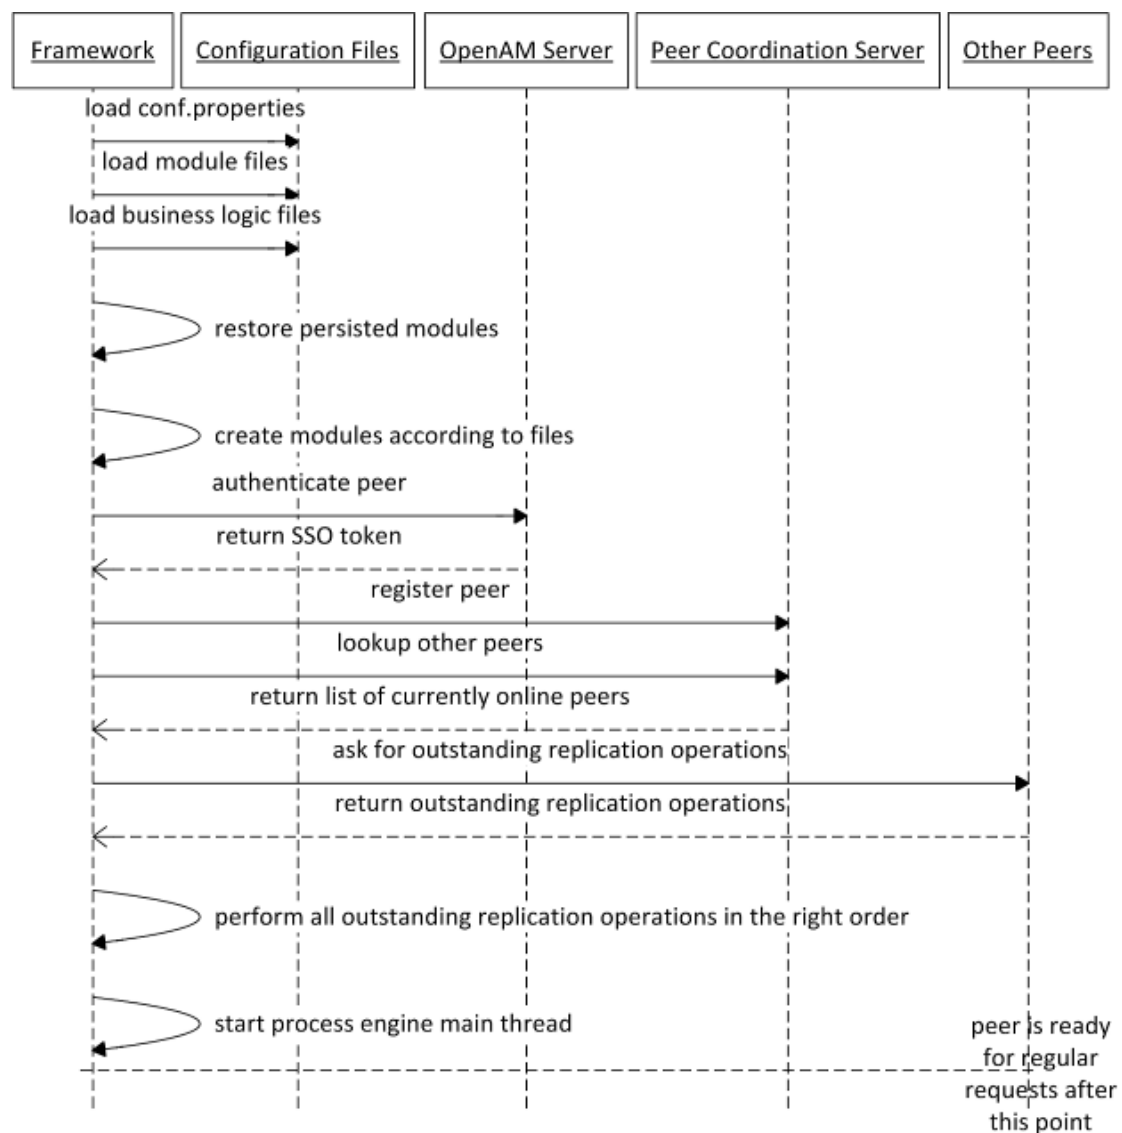 Framework
Configuration Files
OpenAM Server
Peer Coordination Server
Other Peers
load conf.properties
load module files
load business logic files
restore persisted modules
create modules according to files
authenticate peer
return SSO token
register peer
lookup other peers
return list of currently online peers
ask for outstanding replication operations
return outstanding replication operations
perform all outstanding replication operations in the right order
start process engine main thread
peer is ready
for regular
requests after
this point